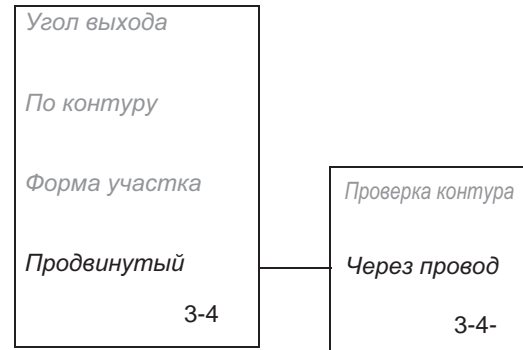 Угол выхода
По контуру
Форма участка
Продвинутый
3-4
Проверка контура
Через провод
3-4-